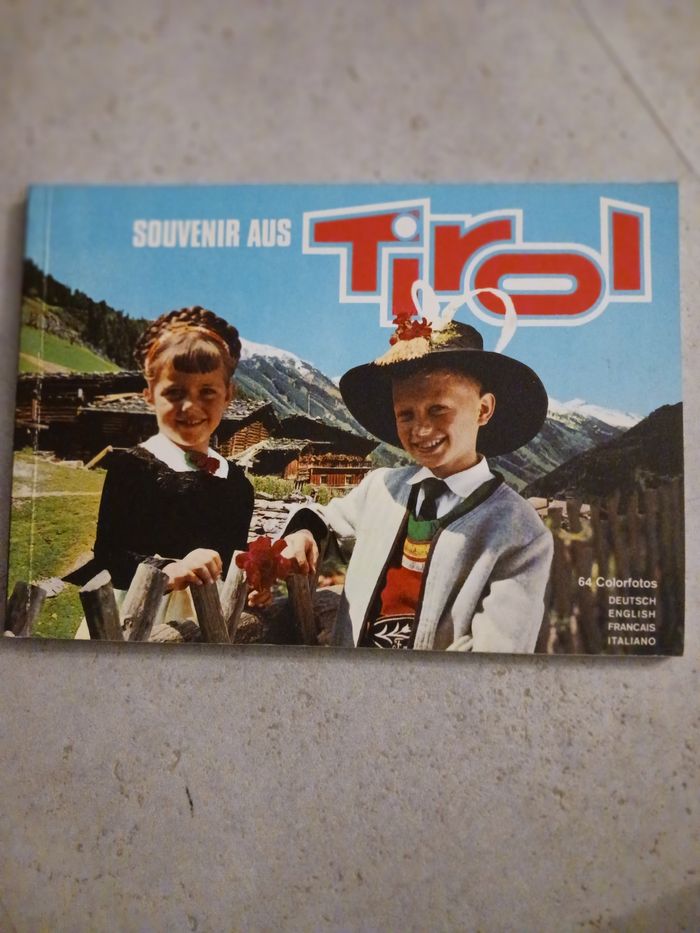 SOUVENIR AUS Tirol
64 Colorfotos
DEUTSCH
ENGLISH
FRANCAIS
ITALIANO